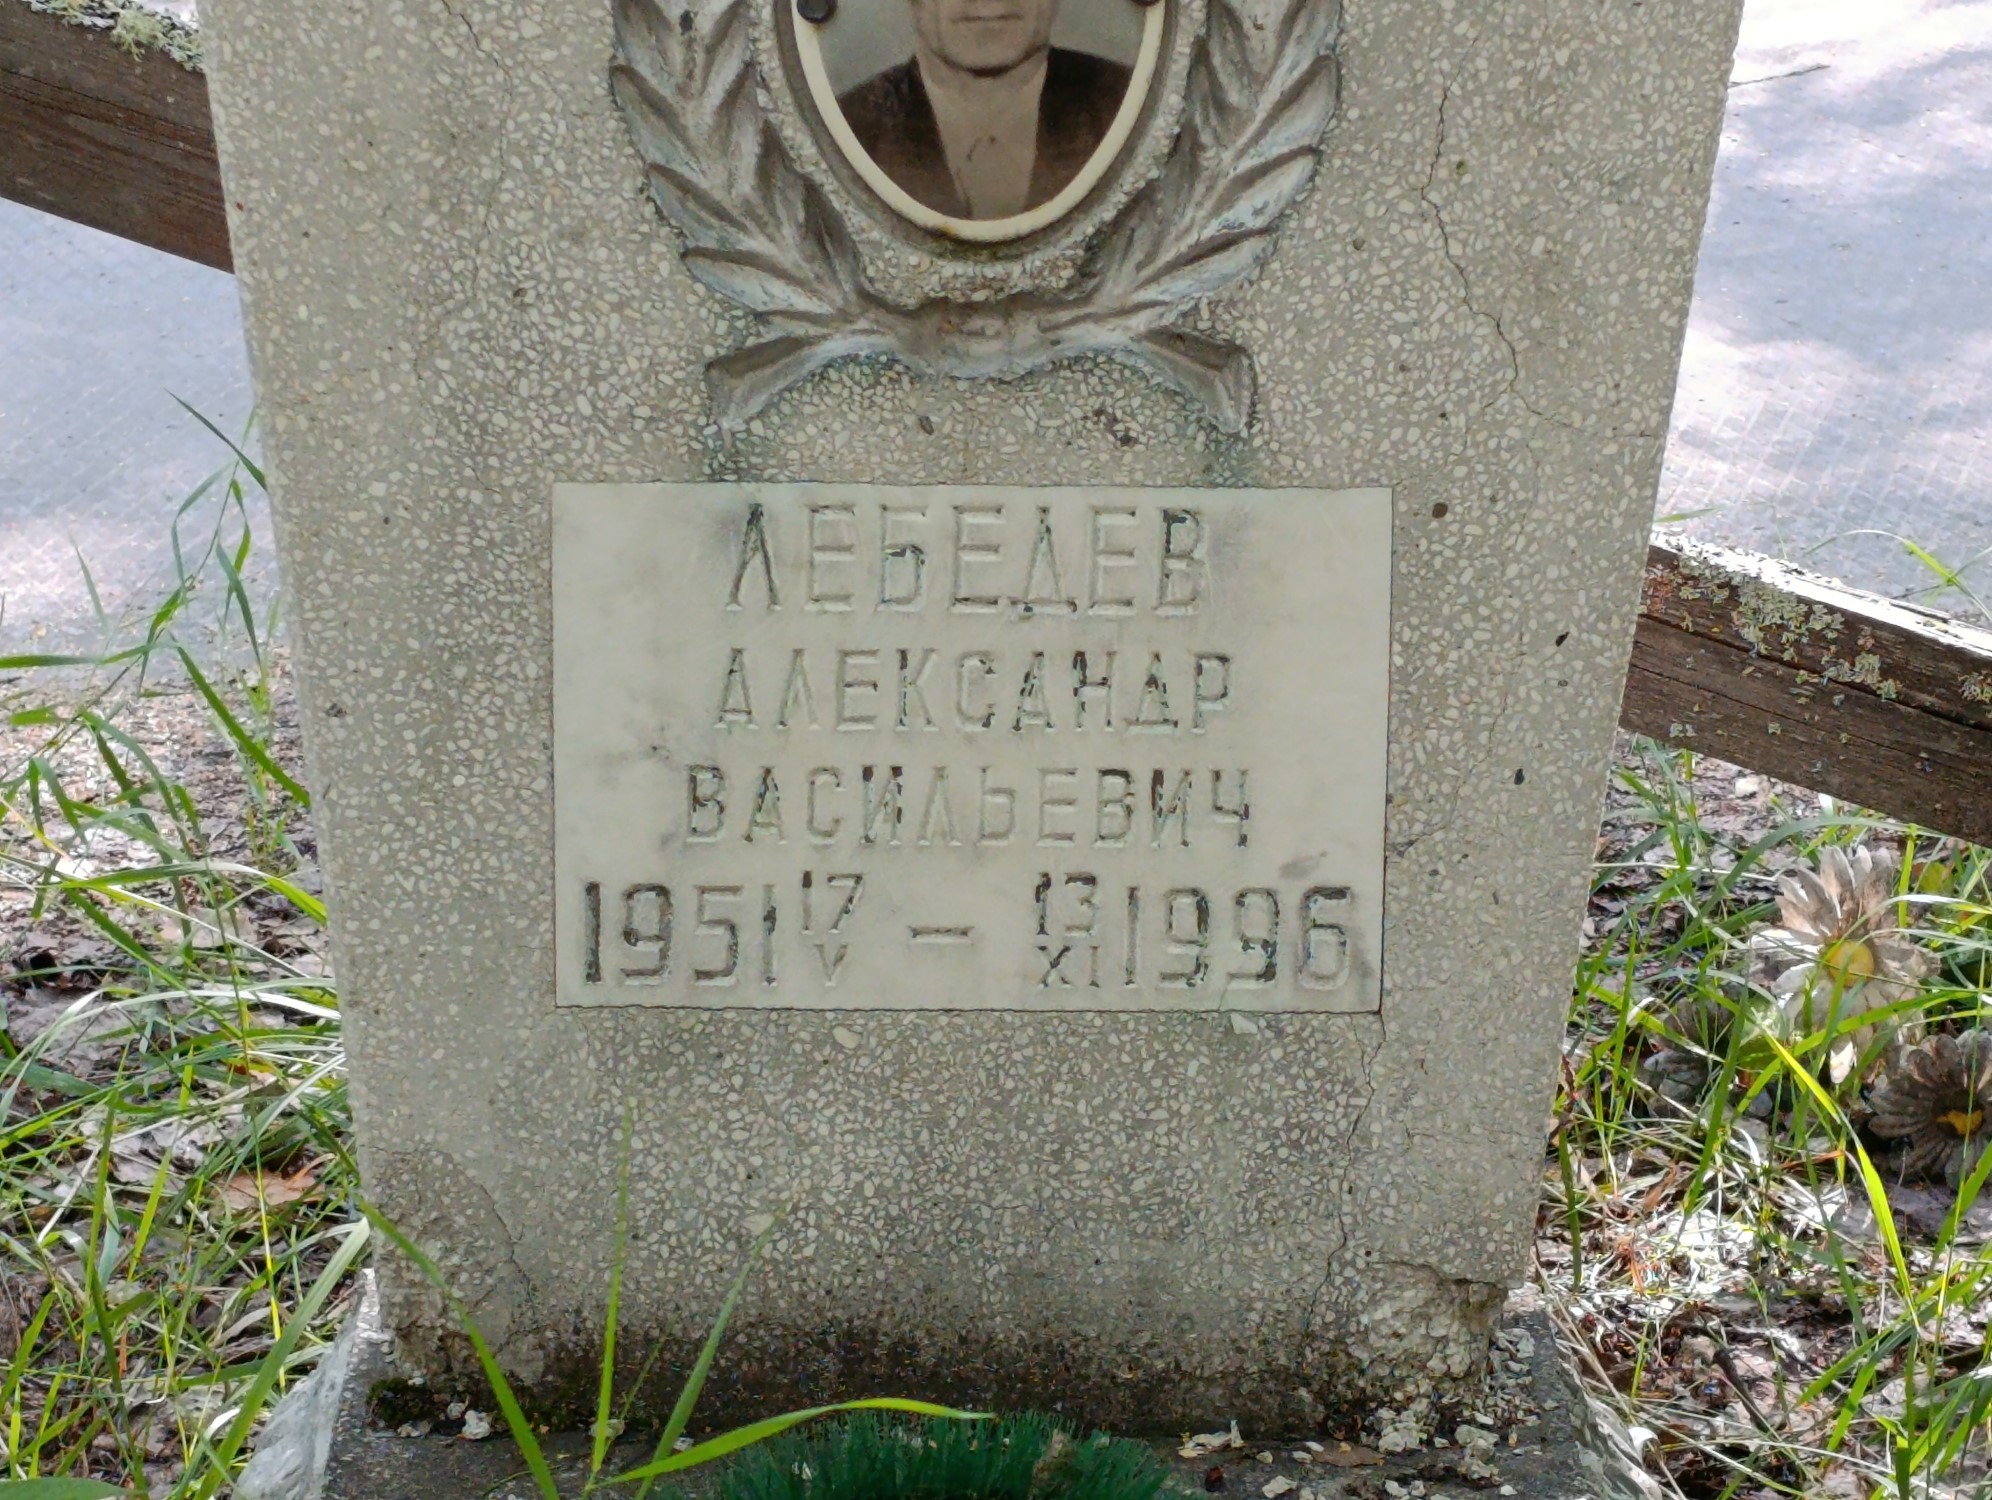 ЛЕБЕДЕВ
АЛЕКСАНДР
ВАСИЛЬЕВИЧ
1951 17/V – 13/XI 1996